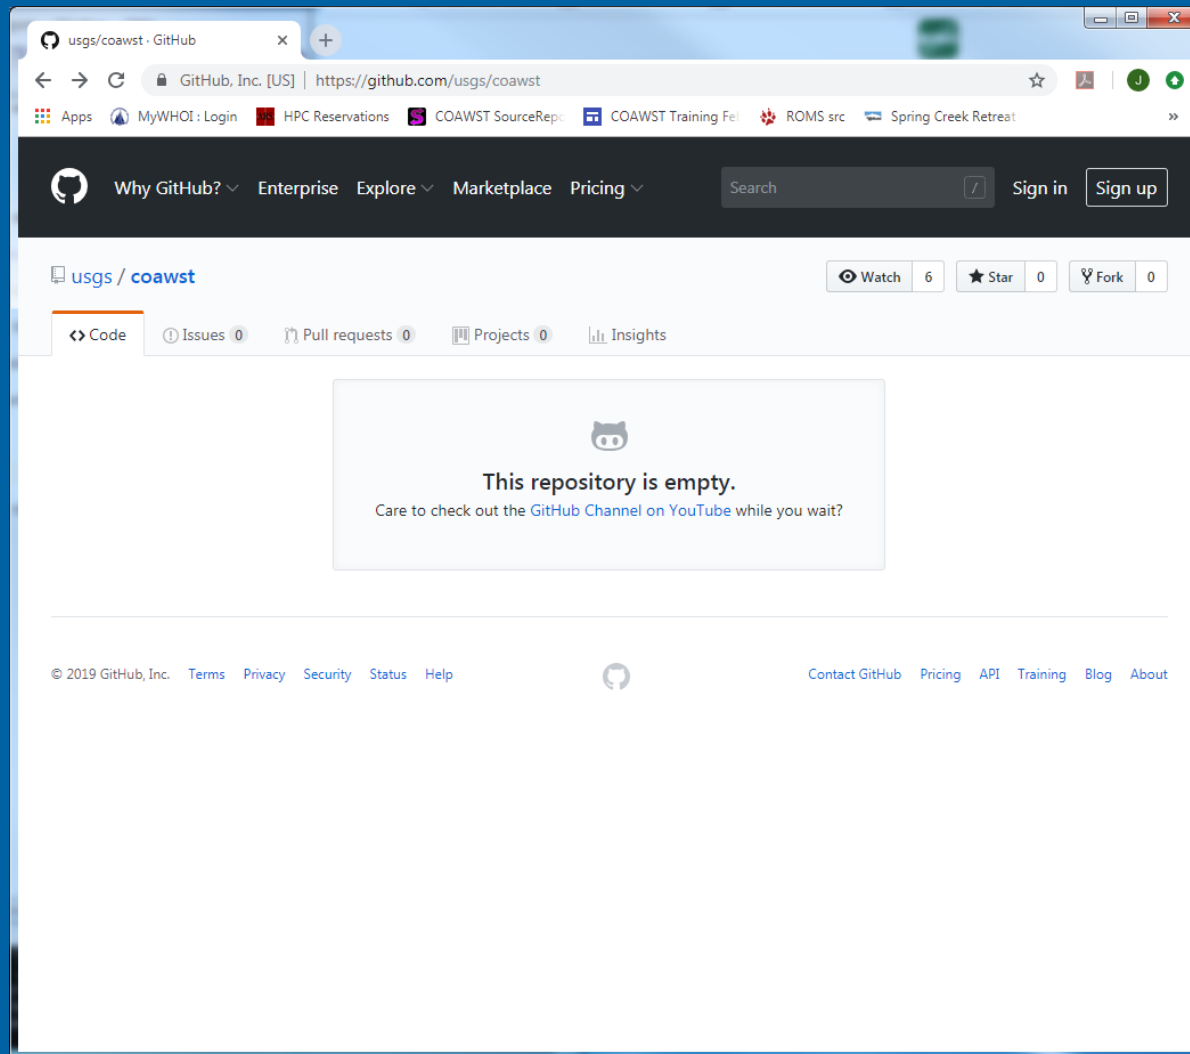 usgs/coawst · GitHub
GitHub, Inc. [US] | https://github.com/usgs/coawst
J
Apps MyWHOI : Login HPC Reservations COAWST SourceRepo COAWST Training Fel ROMS src Spring Creek Retreat »
Why GitHub? Enterprise Explore Marketplace Pricing Search / Sign in Sign up
usgs / coawst Watch 6 Star 0 Fork 0
Code Issues 0 Pull requests 0 Projects 0 Insights
This repository is empty.
Care to check out the GitHub Channel on YouTube while you wait?
© 2019 GitHub, Inc. Terms Privacy Security Status Help Contact GitHub Pricing API Training Blog About